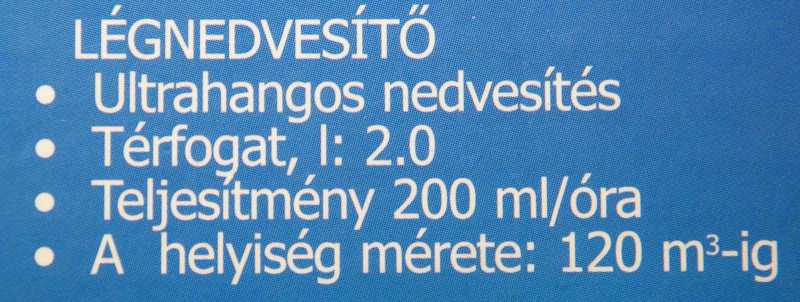 LÉGNEDVESÍTŐ
• Ultrahangos nedvesítés
• Térfogat, l: 2.0
• Teljesítmény 200 ml/óra
• A helyiség mérete: 120 m³-ig